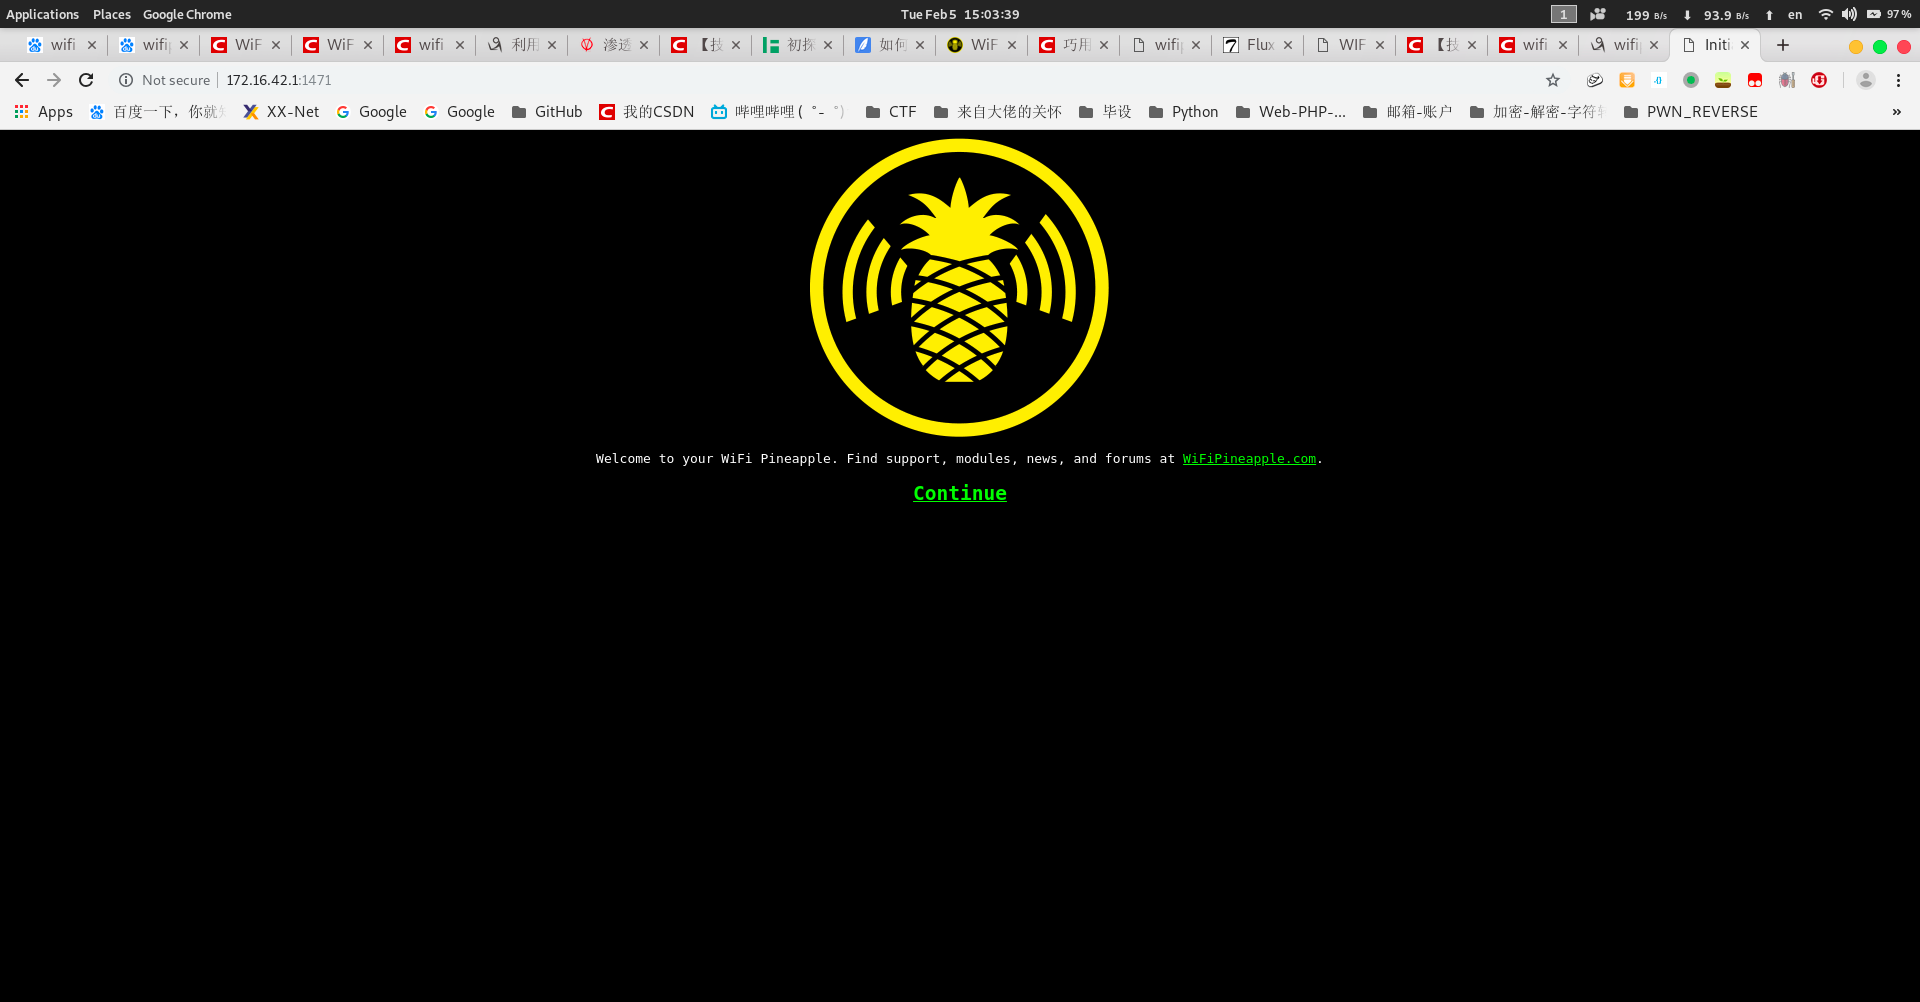 Applications Places Google Chrome Tue Feb 5 15:03:39 1 199 B/s 93.9 B/s en 97 %
wifi wifi WiF WiF wifi 利用 渗透 【技 初探 如何 WiF 巧用 wifi Flux WIF 【技 wifi wifi Initi
Not secure 172.16.42.1:1471
Apps 百度一下，你就知 XX-Net Google Google GitHub 我的CSDN 哔哩哔哩 ( ゜- ゜) CTF 来自大佬的关怀 毕设 Python Web-PHP-... 邮箱-账户 加密-解密-字符转 PWN_REVERSE »
Welcome to your WiFi Pineapple. Find support, modules, news, and forums at WiFiPineapple.com.
Continue